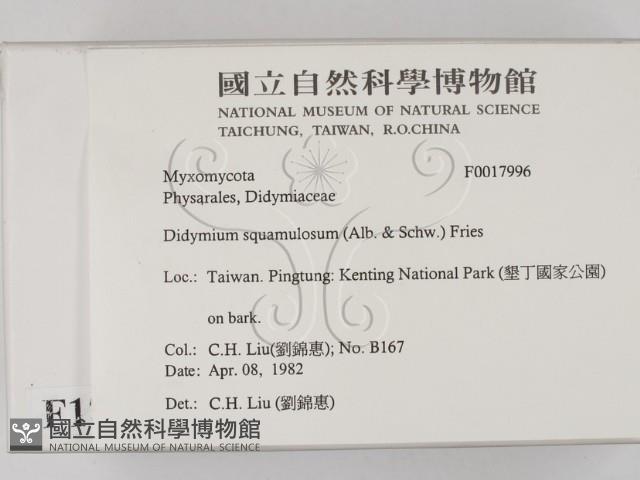 國立自然科學博物館
NATIONAL MUSEUM OF NATURAL SCIENCE
TAICHUNG, TAIWAN, R.O.CHINA
Myxomycota F0017996
Physarales, Didymiaceae
Didymium squamulosum (Alb. & Schw.) Fries
Loc.: Taiwan. Pingtung: Kenting National Park (墾丁國家公園)
on bark.
Col.: C.H. Liu(劉錦惠); No. B167
Date: Apr. 08, 1982
Det.: C.H. Liu (劉錦惠)
國立自然科學博物館
NATIONAL MUSEUM OF NATURAL SCIENCE